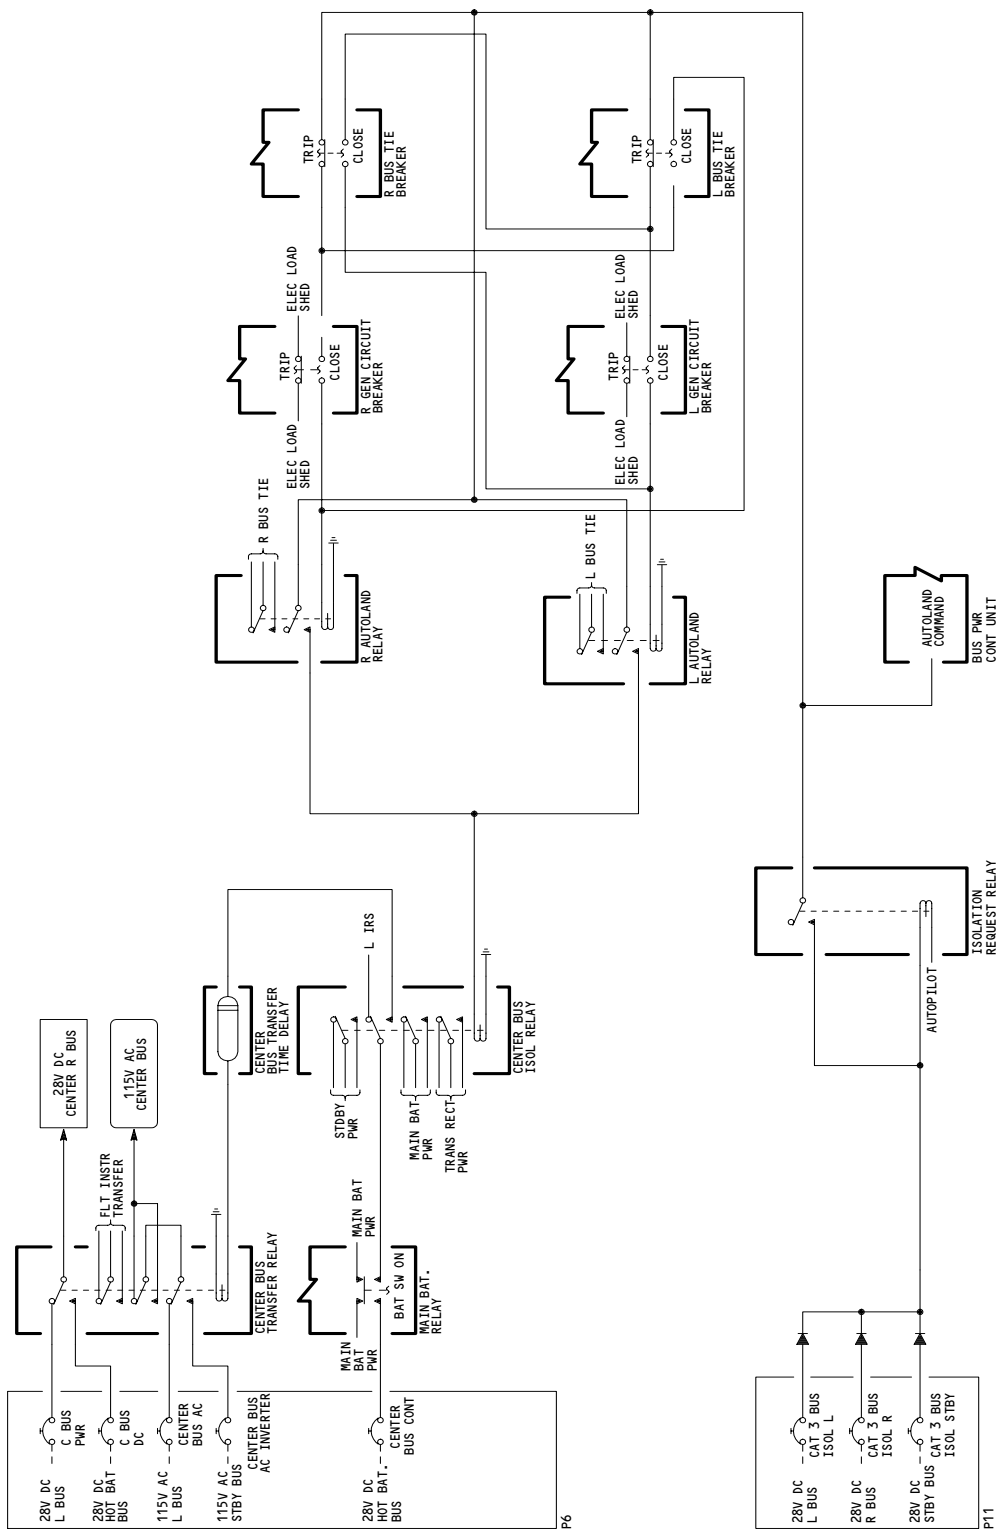 TRIP
CLOSE
R BUS TIE
BREAKER
TRIP
CLOSE
L BUS TIE
BREAKER
ELEC LOAD
SHED
TRIP
CLOSE
R GEN CIRCUIT
BREAKER
ELEC LOAD
SHED
ELEC LOAD
SHED
TRIP
CLOSE
L GEN CIRCUIT
BREAKER
ELEC LOAD
SHED
R BUS TIE
R AUTOLAND
RELAY
L BUS TIE
L AUTOLAND
RELAY
AUTOLAND
COMMAND
BUS PWR
CONT UNIT
ISOLATION
REQUEST RELAY
AUTOPILOT
28V DC
CENTER R BUS
115V AC
CENTER BUS
CENTER
BUS TRANSFER
TIME DELAY
L IRS
CENTER BUS
ISOL RELAY
STDBY
PWR
MAIN BAT
PWR
TRANS RECT
PWR
FLT INSTR
TRANSFER
CENTER BUS
TRANSFER RELAY
MAIN BAT
PWR
BAT SW ON
MAIN BAT.
RELAY
MAIN
BAT
PWR
28V DC
L BUS
C BUS
PWR
28V DC
HOT BAT
BUS
C BUS
DC
115V AC
L BUS
CENTER
BUS AC
115V AC
STBY BUS
CENTER BUS
AC INVERTER
28V DC
HOT BAT.
BUS
CENTER
BUS CONT
P6
28V DC
L BUS
CAT 3 BUS
ISOL L
28V DC
R BUS
CAT 3 BUS
ISOL R
28V DC
STBY BUS
CAT 3 BUS
ISOL STBY
P11